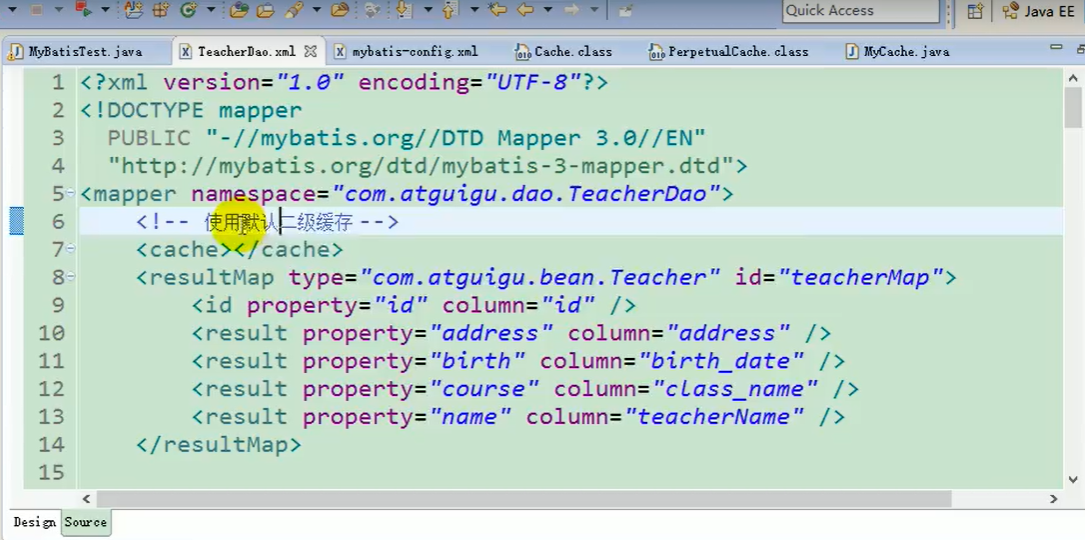 Quick Access
Java EE
MyBatisTest.java
TeacherDao.xml
mybatis-config.xml
Cache.class
PerpetualCache.class
MyCache.java
1 <?xml version="1.0" encoding="UTF-8"?>
2 <!DOCTYPE mapper
3 PUBLIC "-//mybatis.org//DTD Mapper 3.0//EN"
4 "http://mybatis.org/dtd/mybatis-3-mapper.dtd">
5 <mapper namespace="com.atguigu.dao.TeacherDao">
6 <!-- 使用默认二级缓存 -->
7 <cache></cache>
8 <resultMap type="com.atguigu.bean.Teacher" id="teacherMap">
9 <id property="id" column="id" />
10 <result property="address" column="address" />
11 <result property="birth" column="birth_date" />
12 <result property="course" column="class_name" />
13 <result property="name" column="teacherName" />
14 </resultMap>
15
Design
Source